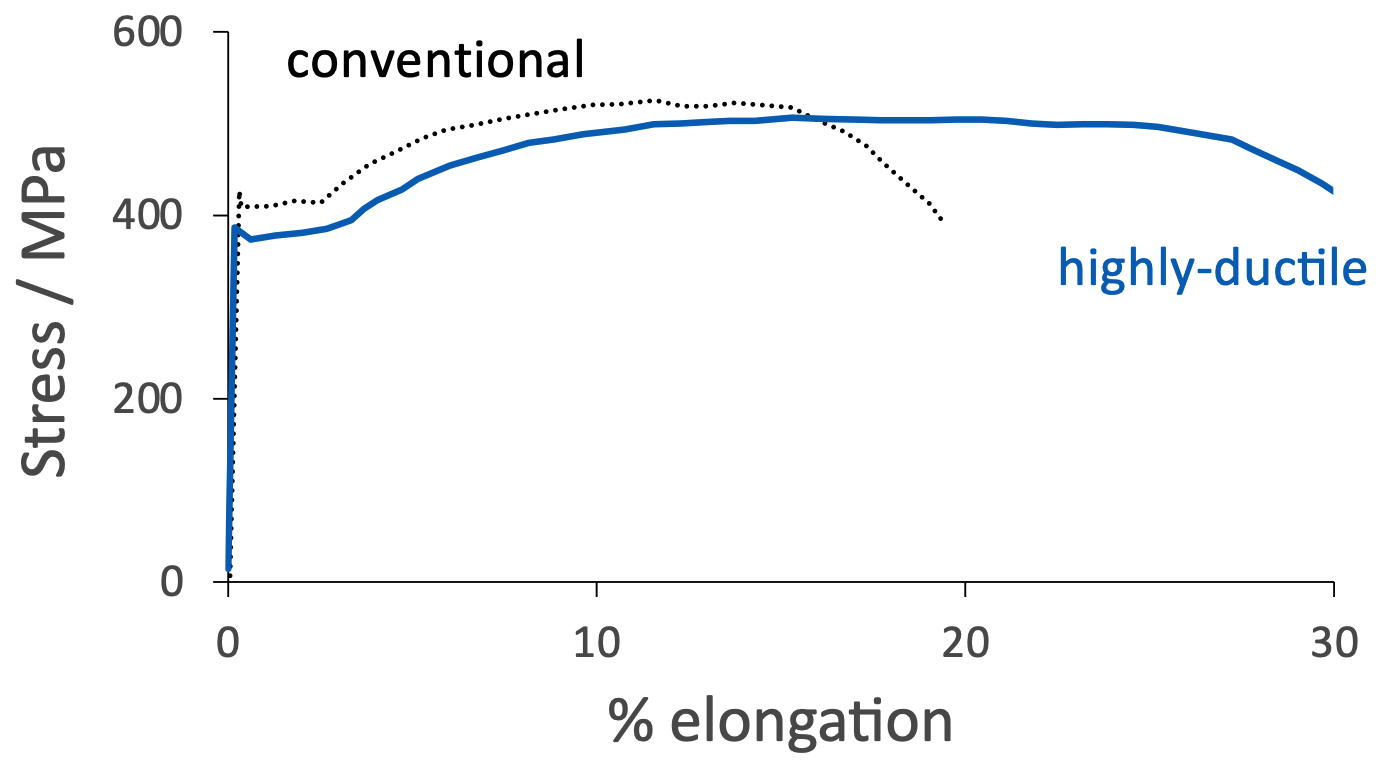 600
conventional
400
highly-ductile
200
0
0 10 20 30
% elongation
Stress / MPa